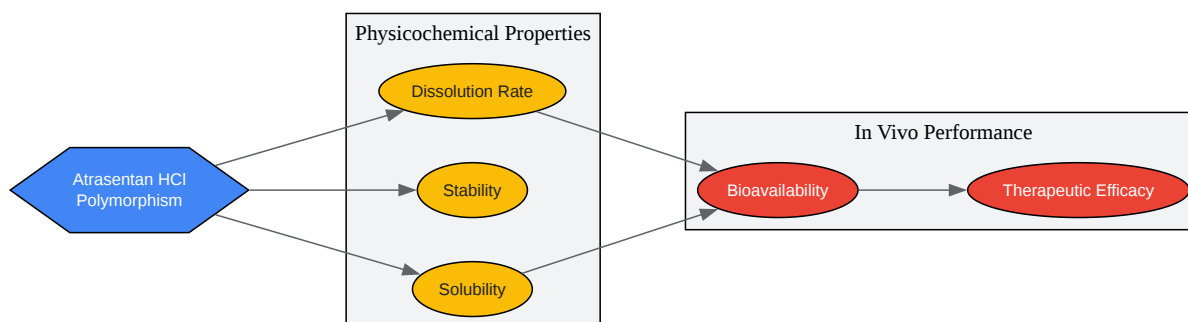 Atrasentan HCl
Polymorphism
Physicochemical Properties
Dissolution Rate
Stability
Solubility
In Vivo Performance
Bioavailability
Therapeutic Efficacy